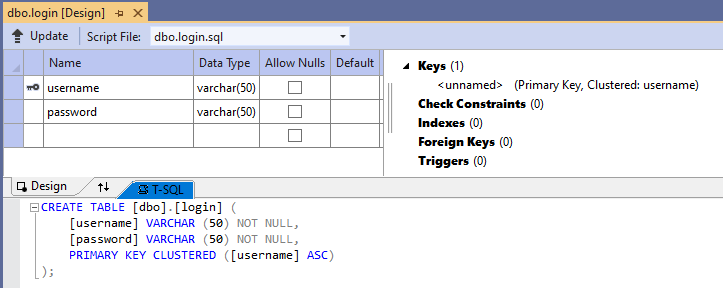 dbo.login [Design]
Update Script File: dbo.login.sql
Name Data Type Allow Nulls Default
username varchar(50)
password varchar(50)
Keys (1)
<unnamed> (Primary Key, Clustered: username)
Check Constraints (0)
Indexes (0)
Foreign Keys (0)
Triggers (0)
Design T-SQL
CREATE TABLE [dbo].[login] (
[username] VARCHAR (50) NOT NULL,
[password] VARCHAR (50) NOT NULL,
PRIMARY KEY CLUSTERED ([username] ASC)
);